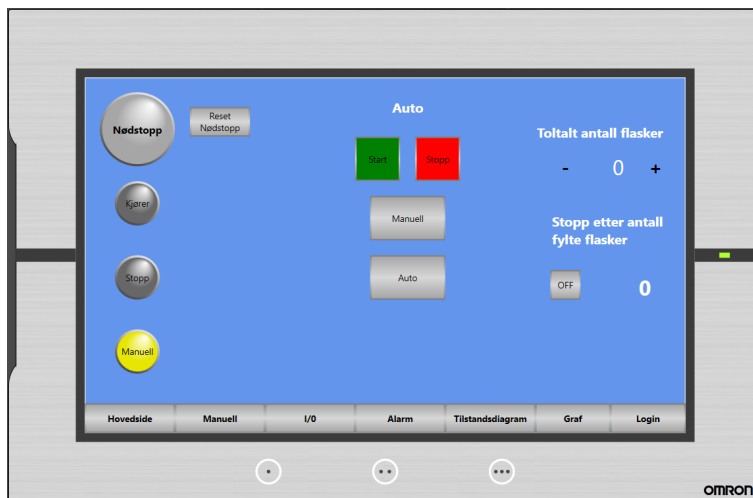 Nødstopp
Reset
Nødstopp
Auto
Toltalt antall flasker
- 0 +
Start
Stopp
Kjører
Manuell
Stopp etter antall
fylte flasker
Stopp
Auto
OFF
0
Manuell
Hovedside
Manuell
I/0
Alarm
Tilstandsdiagram
Graf
Login
OMRON